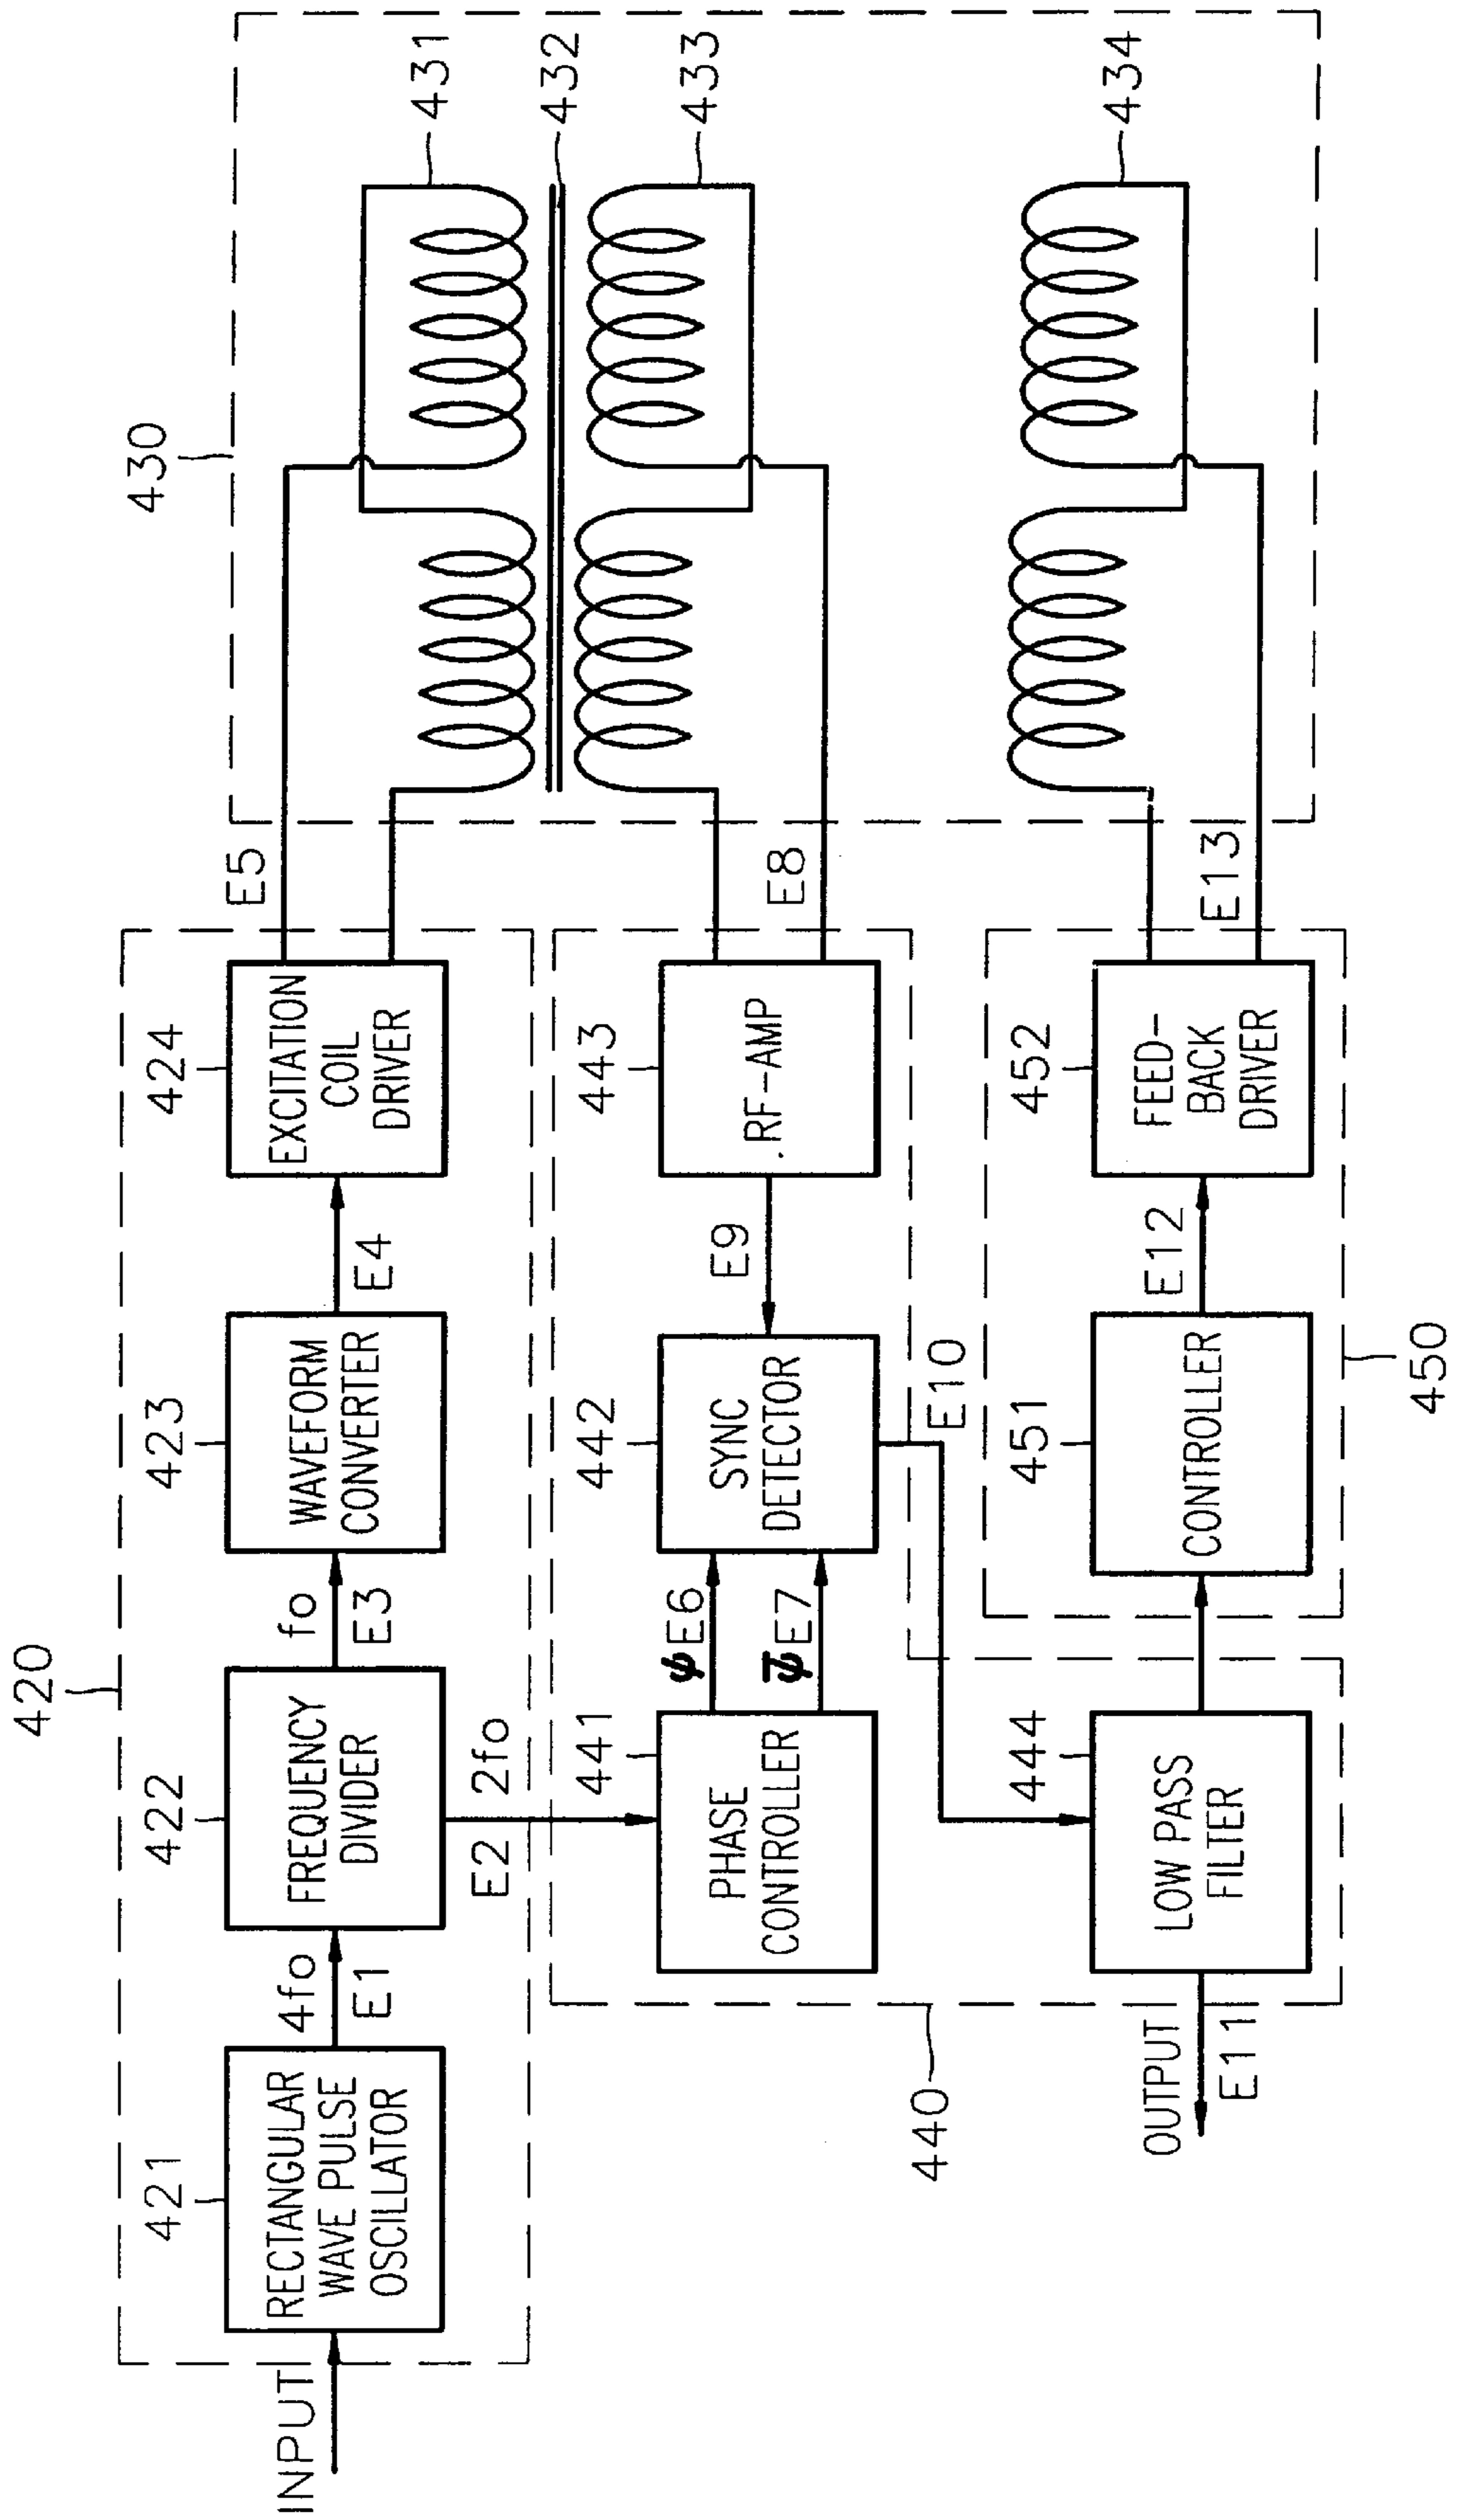 420
430
421
422
423
424
INPUT
RECTANGULAR
WAVE PULSE
OSCILLATOR
4fo
E1
FREQUENCY
DIVIDER
fo
E3
WAVEFORM
CONVERTER
E4
EXCITATION
COIL
DRIVER
E5
431
432
433
434
E2 2fo
441
442
443
PHASE
CONTROLLER
ψE6
ψ̅E7
SYNC
DETECTOR
E9
RF-AMP
E8
440
E10
444
451
452
OUTPUT
E11
LOW PASS
FILTER
CONTROLLER
E12
FEED-
BACK
DRIVER
E13
450